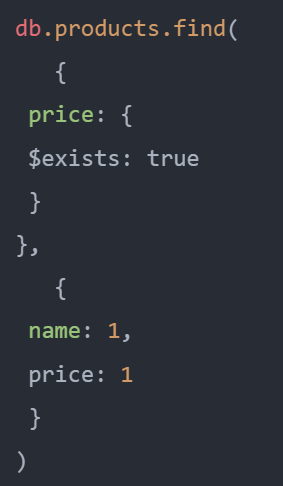 db.products.find(
{
price: {
$exists: true
}
},
{
name: 1,
price: 1
}
)